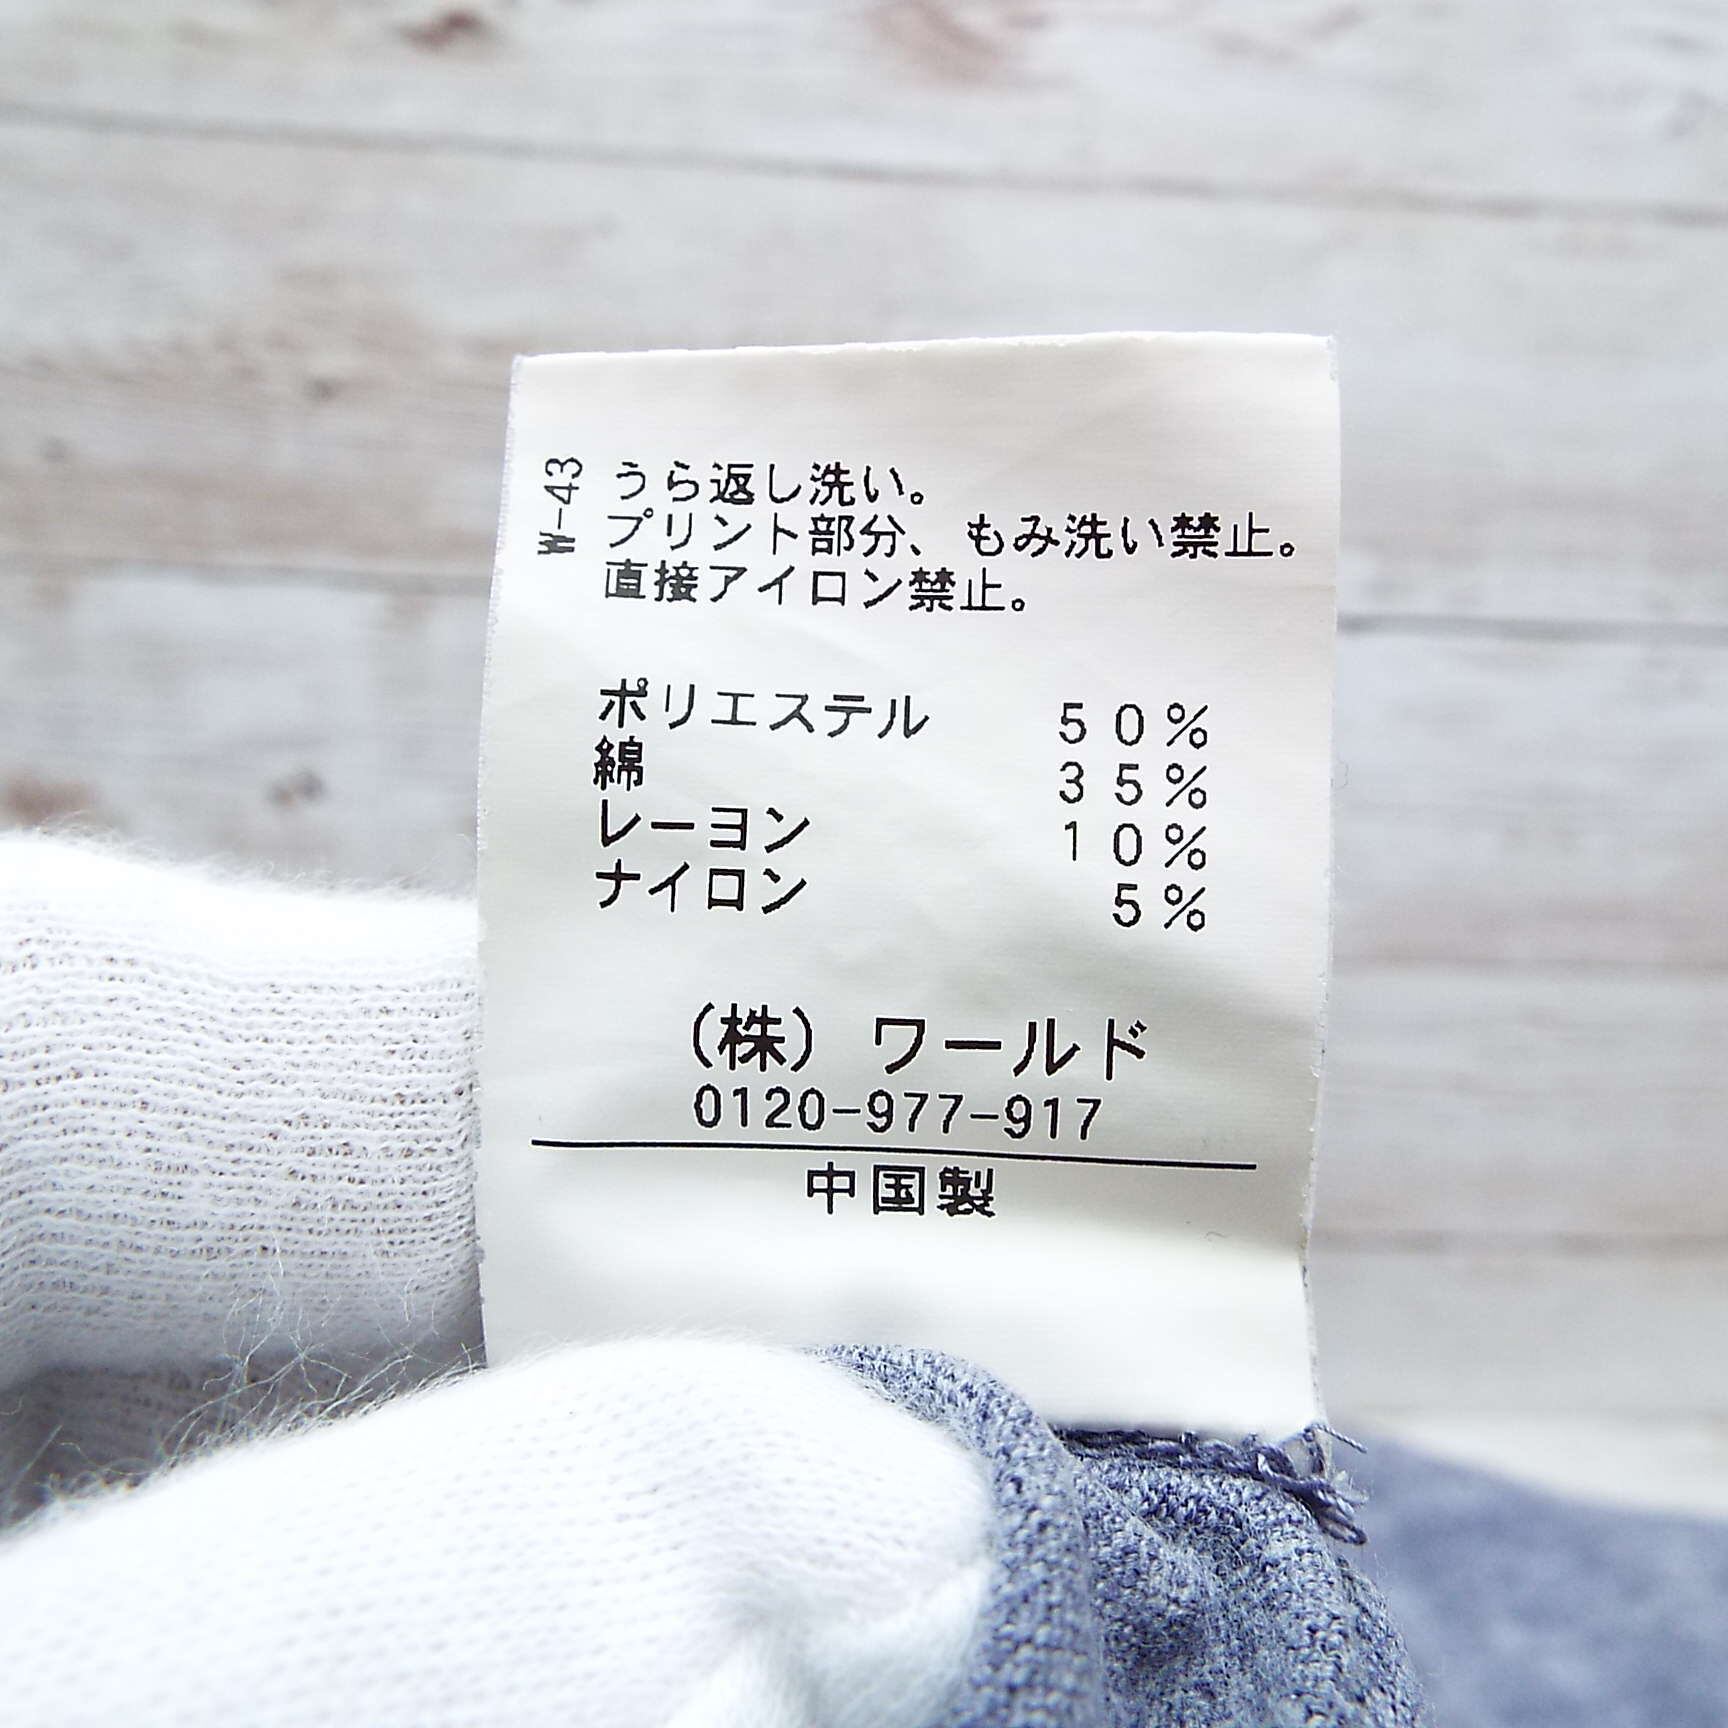 W-43
うら返し洗い。
プリント部分、もみ洗い禁止。
直接アイロン禁止。
ポリエステル 50%
綿 35%
レーヨン 10%
ナイロン 5%
(株) ワールド
0120-977-917
中国製